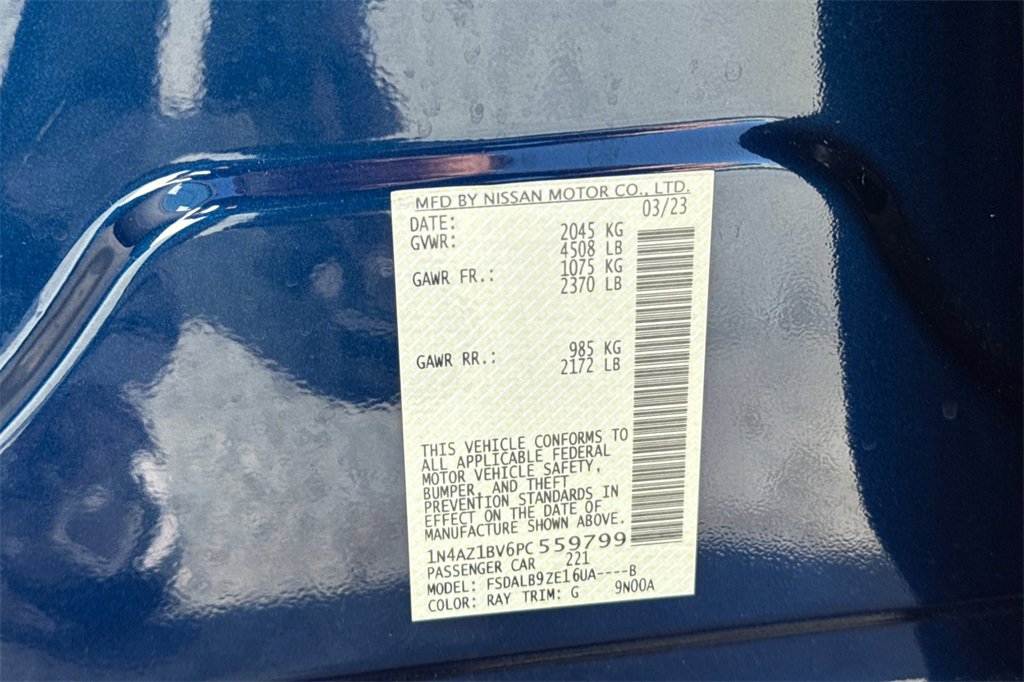 MFD BY NISSAN MOTOR CO., LTD.
DATE: 03/23
GVWR: 2045 KG
4508 LB
GAWR FR.: 1075 KG
2370 LB
GAWR RR.: 985 KG
2172 LB
THIS VEHICLE CONFORMS TO
ALL APPLICABLE FEDERAL
MOTOR VEHICLE SAFETY,
BUMPER, AND THEFT
PREVENTION STANDARDS IN
EFFECT ON THE DATE OF
MANUFACTURE SHOWN ABOVE.
1N4AZ1BV6PC559799
PASSENGER CAR 221
MODEL: FSDALB9ZE16UA----B
COLOR: RAY TRIM: G 9N00A